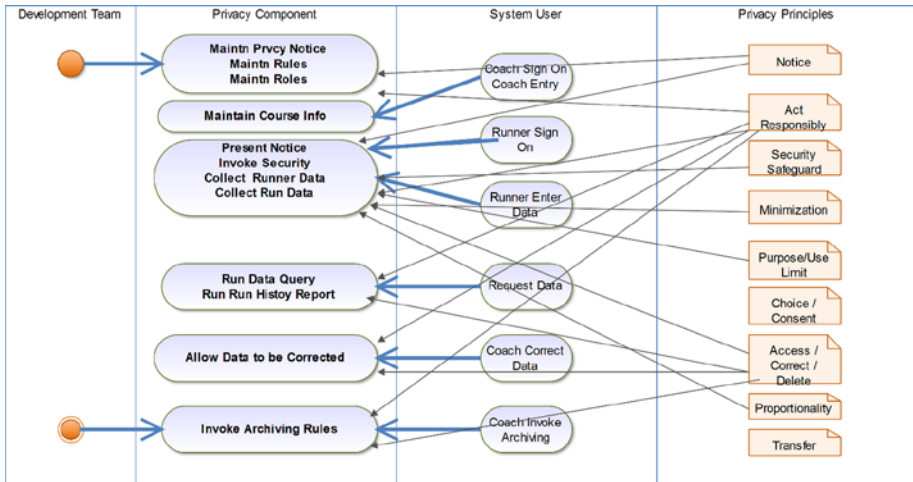 Development Team
Privacy Component
System User
Privacy Principles
Maintn Prvcy Notice
Maintn Rules
Maintn Roles
Maintain Course Info
Present Notice
Invoke Security
Collect Runner Data
Collect Run Data
Run Data Query
Run Run Histoy Report
Allow Data to be Corrected
Invoke Archiving Rules
Coach Sign On
Coach Entry
Runner Sign
On
Runner Enter
Data
Request Data
Coach Correct
Data
Coach Invoke
Archiving
Notice
Act
Responsibly
Security
Safeguard
Minimization
Purpose/Use
Limit
Choice /
Consent
Access /
Correct /
Delete
Proportionality
Transfer